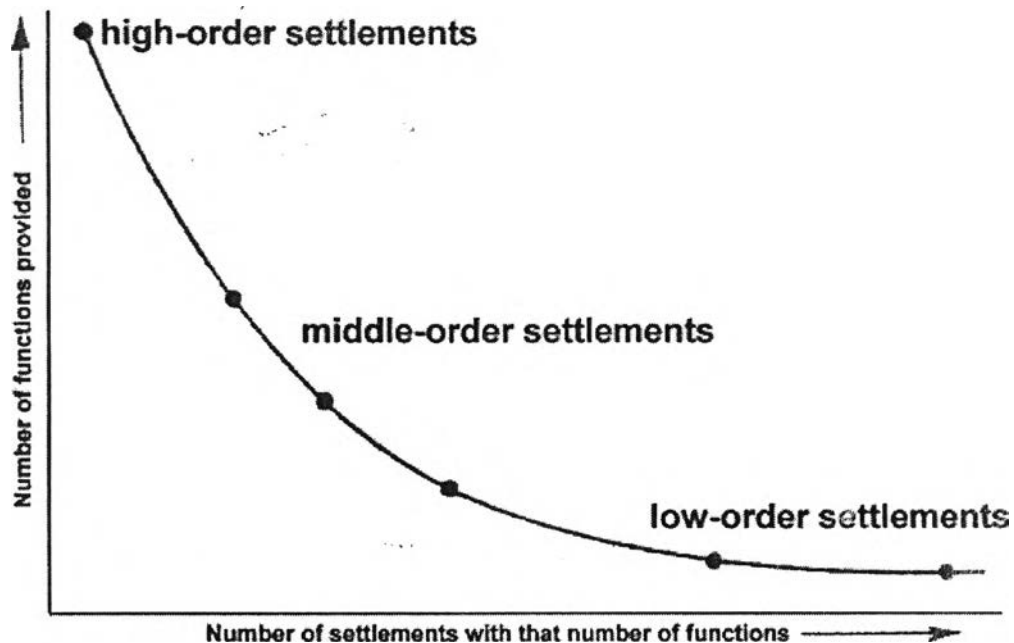 high-order settlements
Number of functions provided
middle-order settlements
low-order settlements
Number of settlements with that number of functions